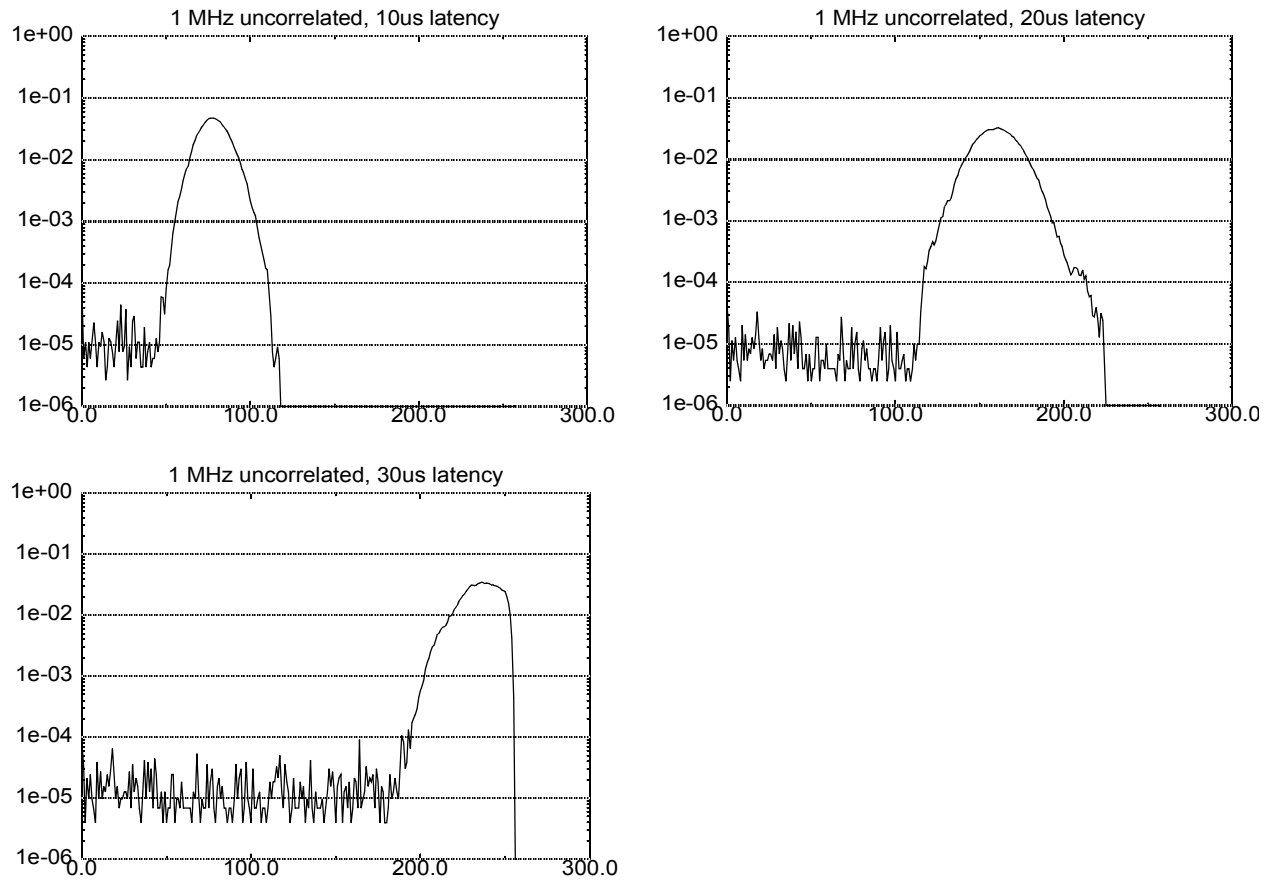 1 MHz uncorrelated, 10us latency
1e+00
1e-01
1e-02
1e-03
1e-04
1e-05
1e-06
0.0 100.0 200.0 300.0
1 MHz uncorrelated, 20us latency
1e+00
1e-01
1e-02
1e-03
1e-04
1e-05
1e-06
0.0 100.0 200.0 300.0
1 MHz uncorrelated, 30us latency
1e+00
1e-01
1e-02
1e-03
1e-04
1e-05
1e-06
0.0 100.0 200.0 300.0